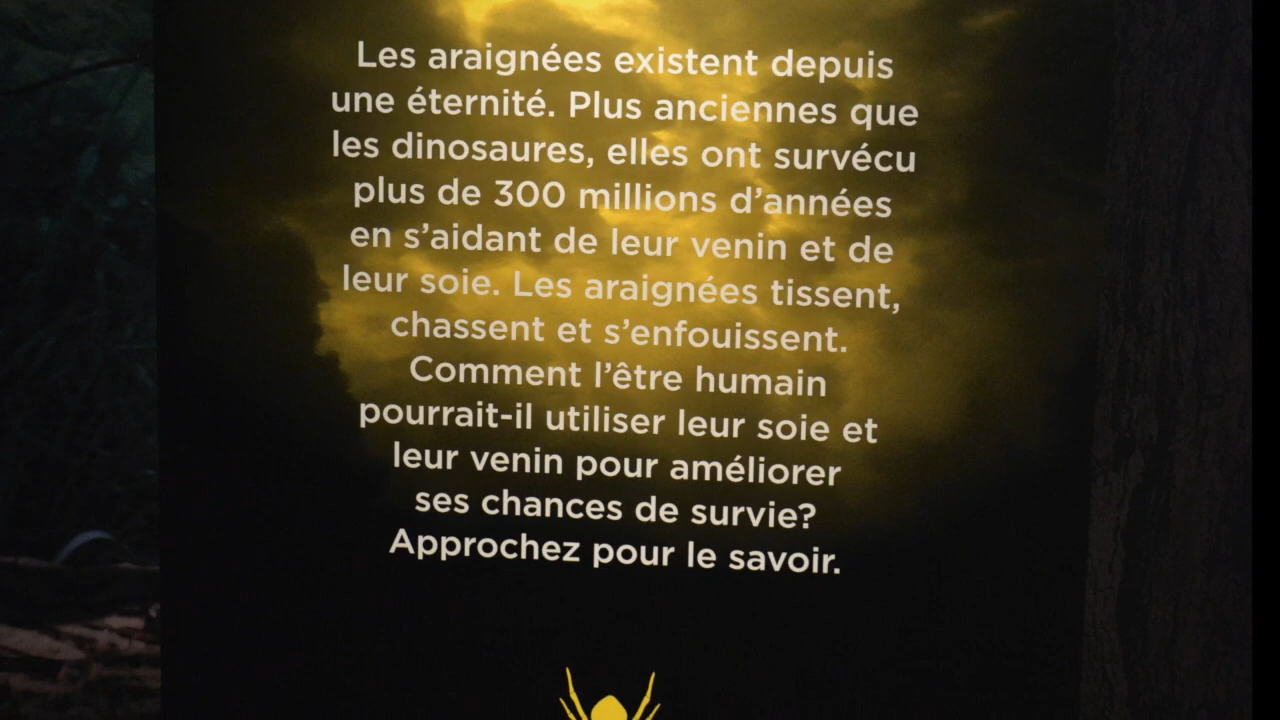 Les araignées existent depuis
une éternité. Plus anciennes que
les dinosaures, elles ont survécu
plus de 300 millions d’années
en s’aidant de leur venin et de
leur soie. Les araignées tissent,
chassent et s’enfouissent.
Comment l’être humain
pourrait-il utiliser leur soie et
leur venin pour améliorer
ses chances de survie?
Approchez pour le savoir.